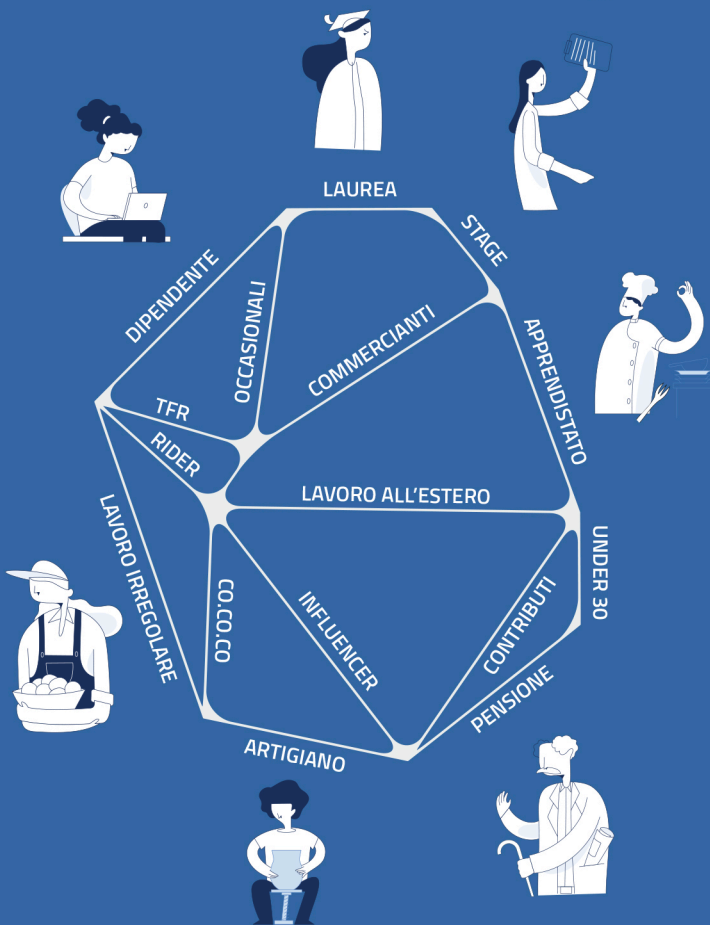 LAUREA
STAGE
DIPENDENTE
OCCASIONALI
COMMERCIANTI
APPRENDISTATO
TFR
RIDER
LAVORO ALL'ESTERO
LAVORO IRREGOLARE
CO.CO.CO
INFLUENCER
CONTRIBUTI
UNDER 30
PENSIONE
ARTIGIANO